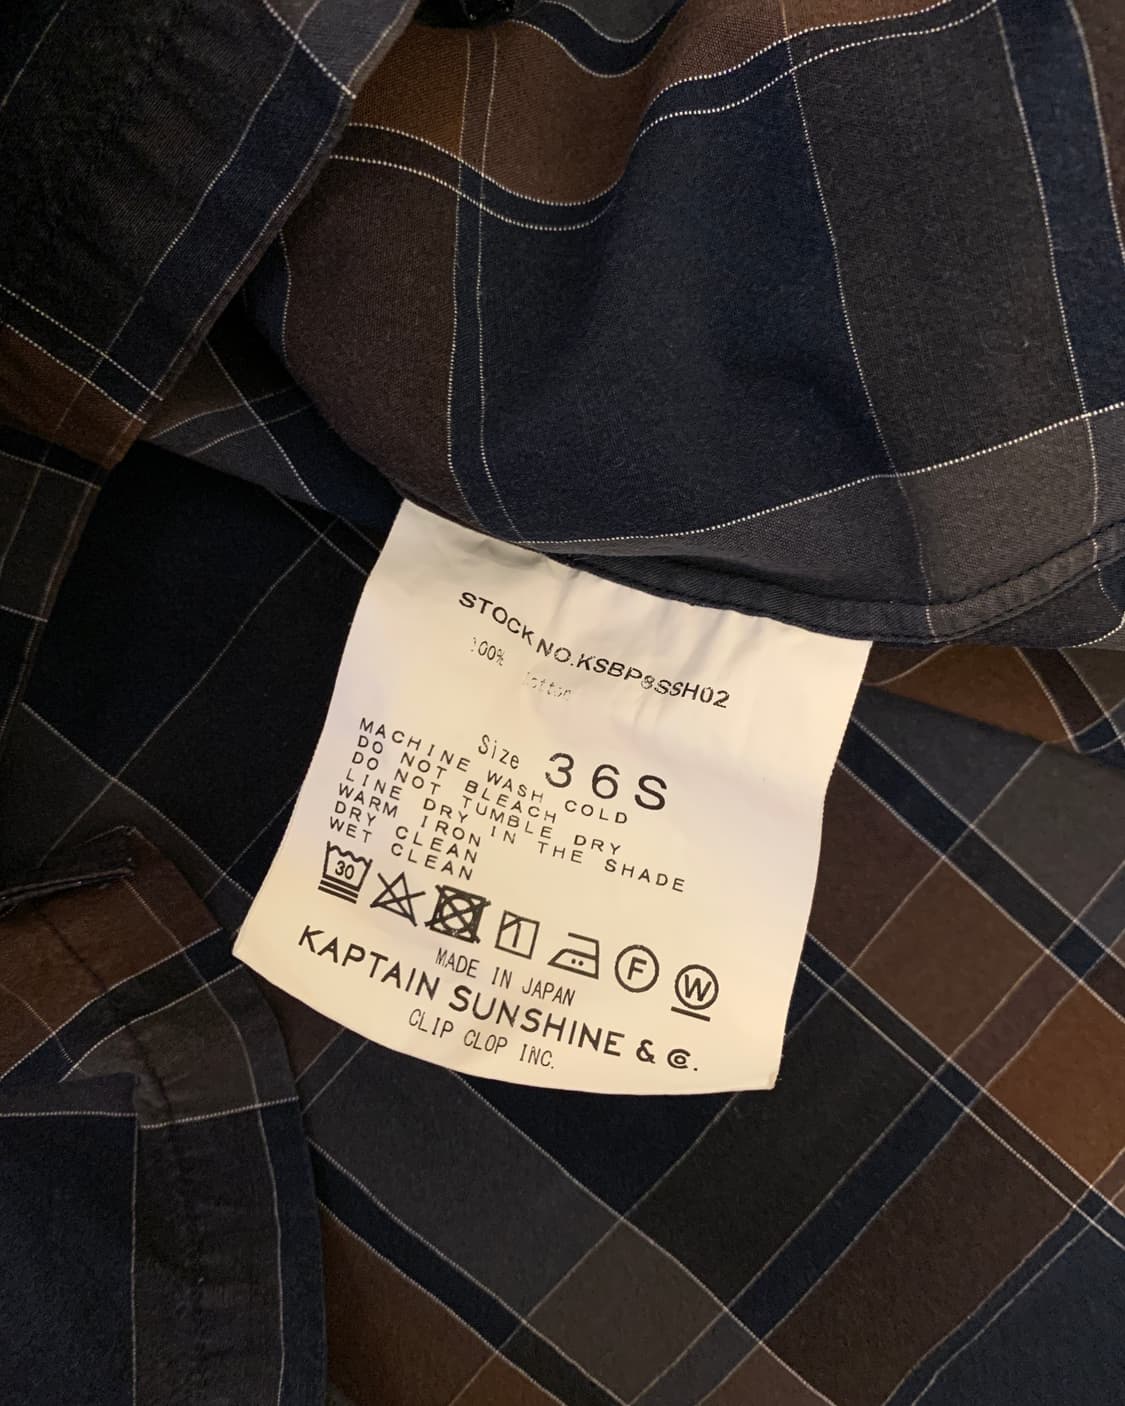 STOCK NO.KSBP8SSH02
100% Cotton
Size 36S
MACHINE WASH COLD
DO NOT BLEACH
DO NOT TUMBLE DRY
LINE DRY IN THE SHADE
WARM IRON
DRY CLEAN
WET CLEAN
30 F W
MADE IN JAPAN
KAPTAIN SUNSHINE & Co.
CLIP CLOP INC.